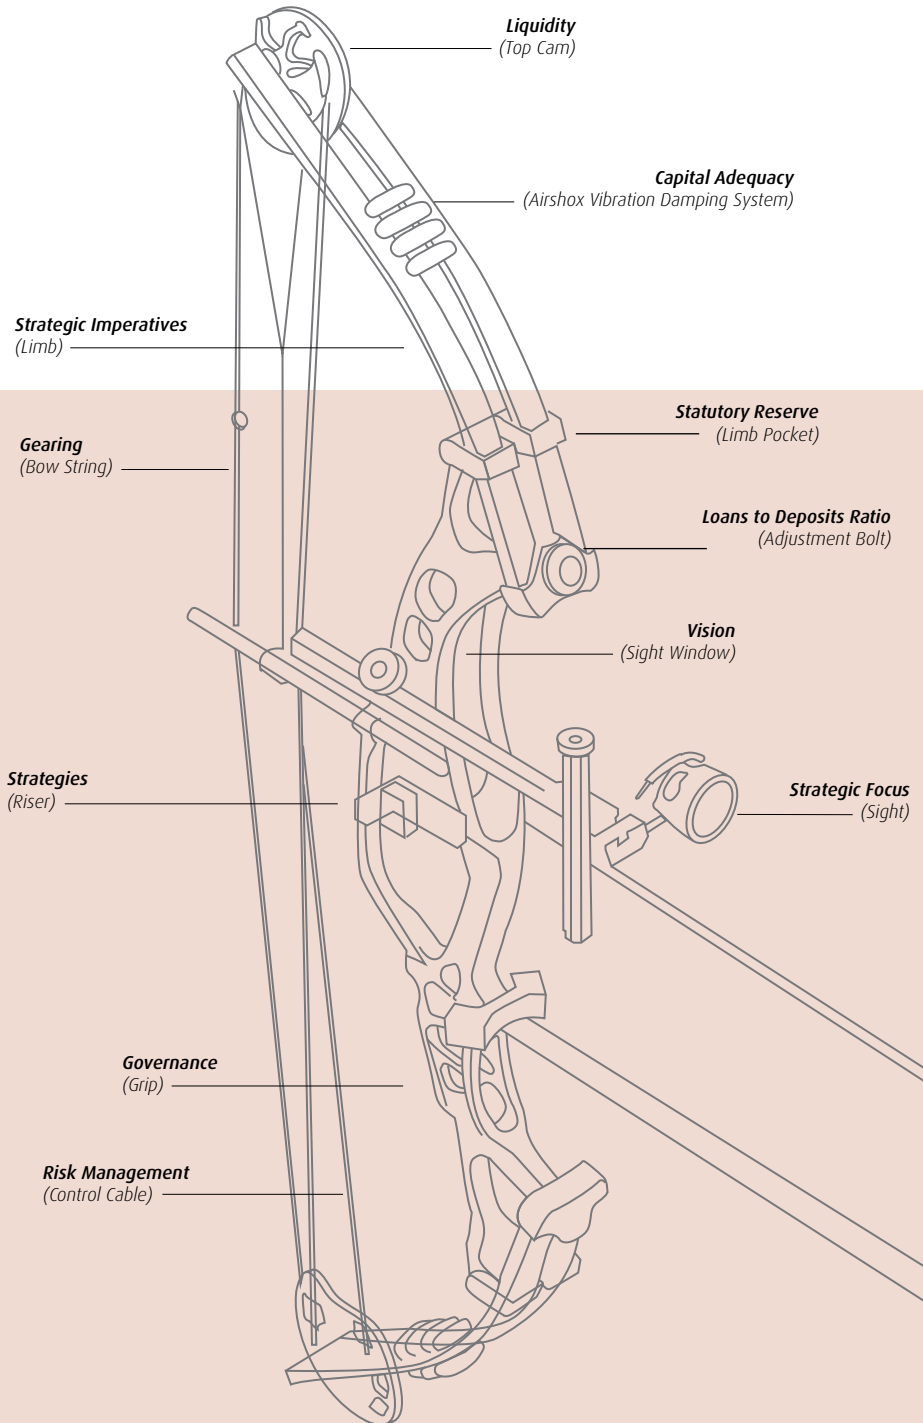 Liquidity
(Top Cam)
Capital Adequacy
(Airshox Vibration Damping System)
Strategic Imperatives
(Limb)
Statutory Reserve
(Limb Pocket)
Gearing
(Bow String)
Loans to Deposits Ratio
(Adjustment Bolt)
Vision
(Sight Window)
Strategies
(Riser)
Strategic Focus
(Sight)
Governance
(Grip)
Risk Management
(Control Cable)